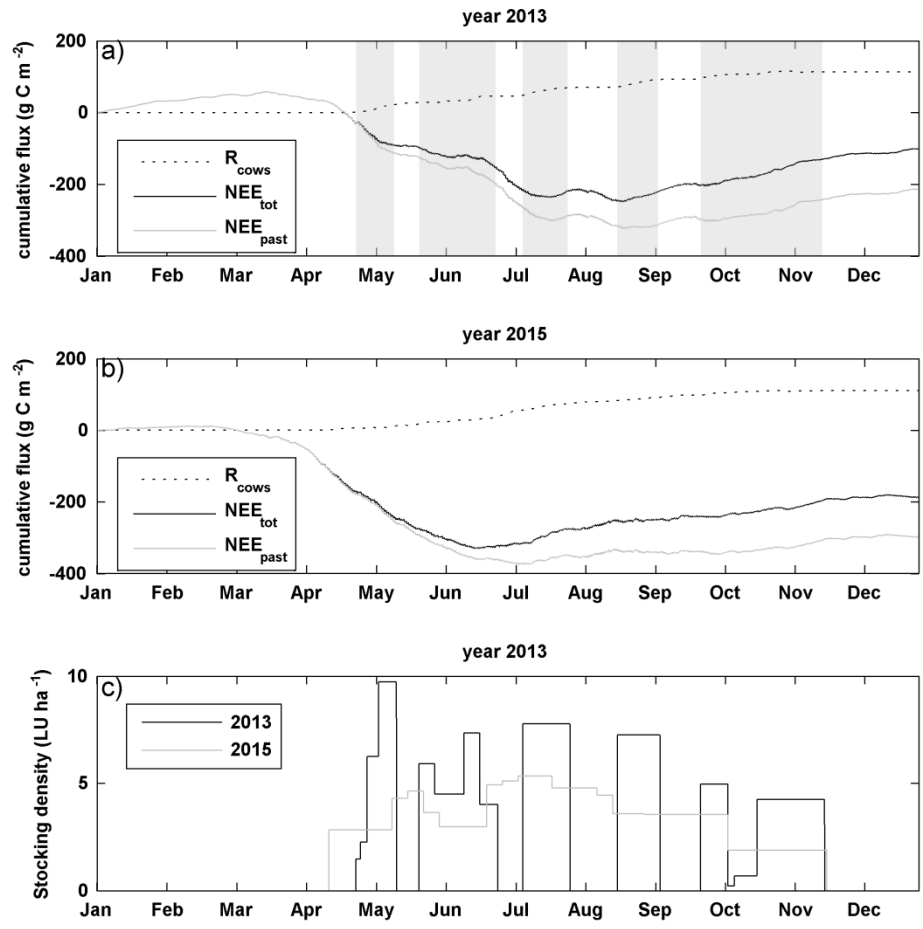 year 2013
a)
cumulative flux (g C m⁻²)
200
0
-200
-400
R_cows
NEE_tot
NEE_past
Jan Feb Mar Apr May Jun Jul Aug Sep Oct Nov Dec
year 2015
b)
cumulative flux (g C m⁻²)
200
0
-200
-400
R_cows
NEE_tot
NEE_past
Jan Feb Mar Apr May Jun Jul Aug Sep Oct Nov Dec
year 2013
c)
Stocking density (LU ha⁻¹)
10
5
0
2013
2015
Jan Feb Mar Apr May Jun Jul Aug Sep Oct Nov Dec